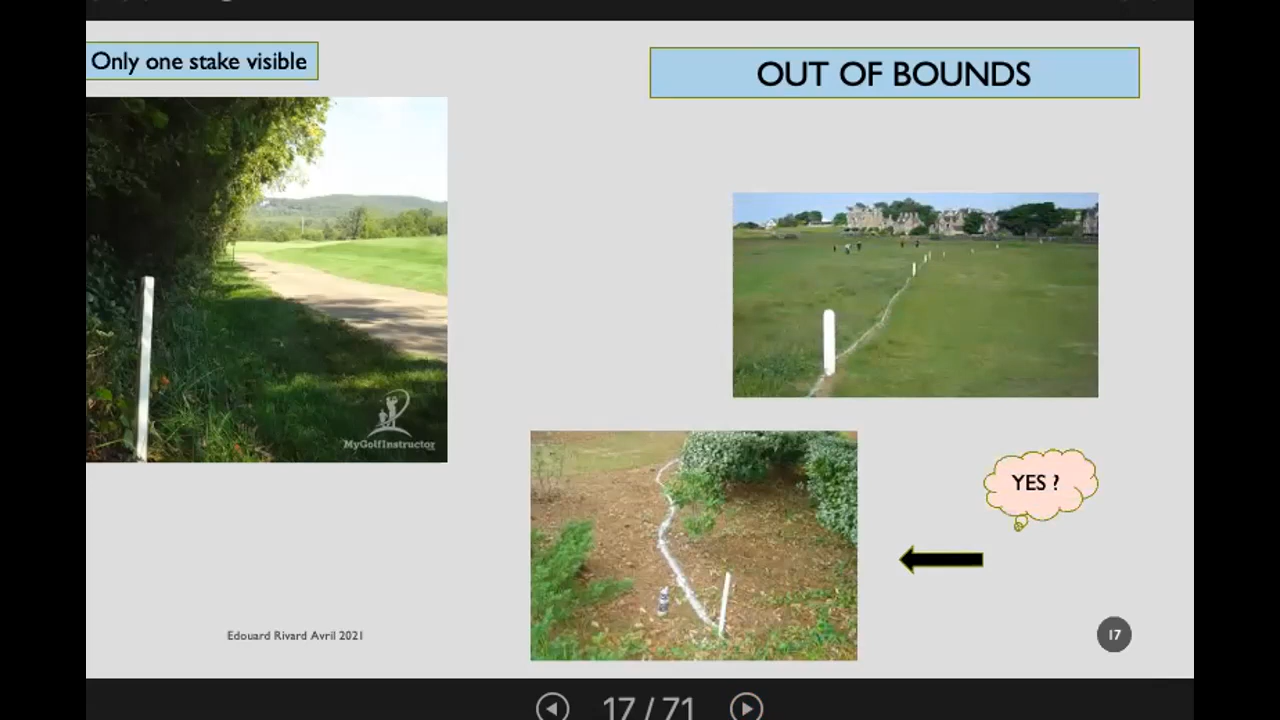 Only one stake visible
OUT OF BOUNDS
MyGolfInstructor
YES ?
Edouard Rivard Avril 2021
17
17 / 71